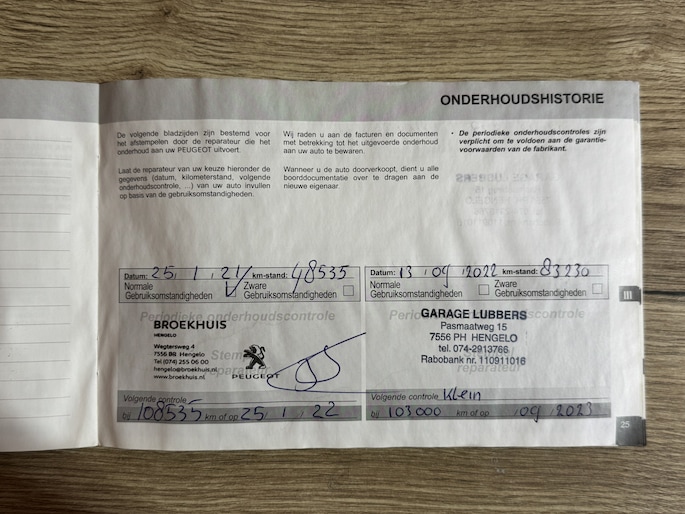 ONDERHOUDSHISTORIE
De volgende bladzijden zijn bestemd voor
het afstempelen door de reparateur die het
onderhoud aan uw PEUGEOT uitvoert.
Laat de reparateur van uw keuze hieronder de
gegevens (datum, kilometerstand, volgende
onderhoudscontrole, ...) van uw auto invullen
op basis van de gebruiksomstandigheden.
Wij raden u aan de facturen en documenten
met betrekking tot het uitgevoerde onderhoud
aan uw auto te bewaren.
Wanneer u de auto doorverkoopt, dient u alle
boorddocumentatie over te dragen aan de
nieuwe eigenaar.
• De periodieke onderhoudscontroles zijn
verplicht om te voldoen aan de garantie-
voorwaarden van de fabrikant.
Datum: 25 / 1 / 21 km-stand: 48535
Normale Gebruiksomstandigheden
Zware Gebruiksomstandigheden
Periodieke onderhoudscontrole
BROEKHUIS
HENGELO
Wegtersweg 4
7556 BR Hengelo
Tel (074) 255 06 00
hengelo@broekhuis.nl
www.broekhuis.nl
PEUGEOT
Volgende controle
bij 108535 km of op 25 / 1 / 22
Datum: 13 / 09 / 2022 km-stand: 83230
Normale Gebruiksomstandigheden
Zware Gebruiksomstandigheden
Periodieke onderhoudscontrole
GARAGE LUBBERS
Pasmaatweg 15
7556 PH HENGELO
tel. 074-2913766
Rabobank nr. 110911016
Volgende controle Klein
bij 103000 km of op / 09 / 2023
III
25